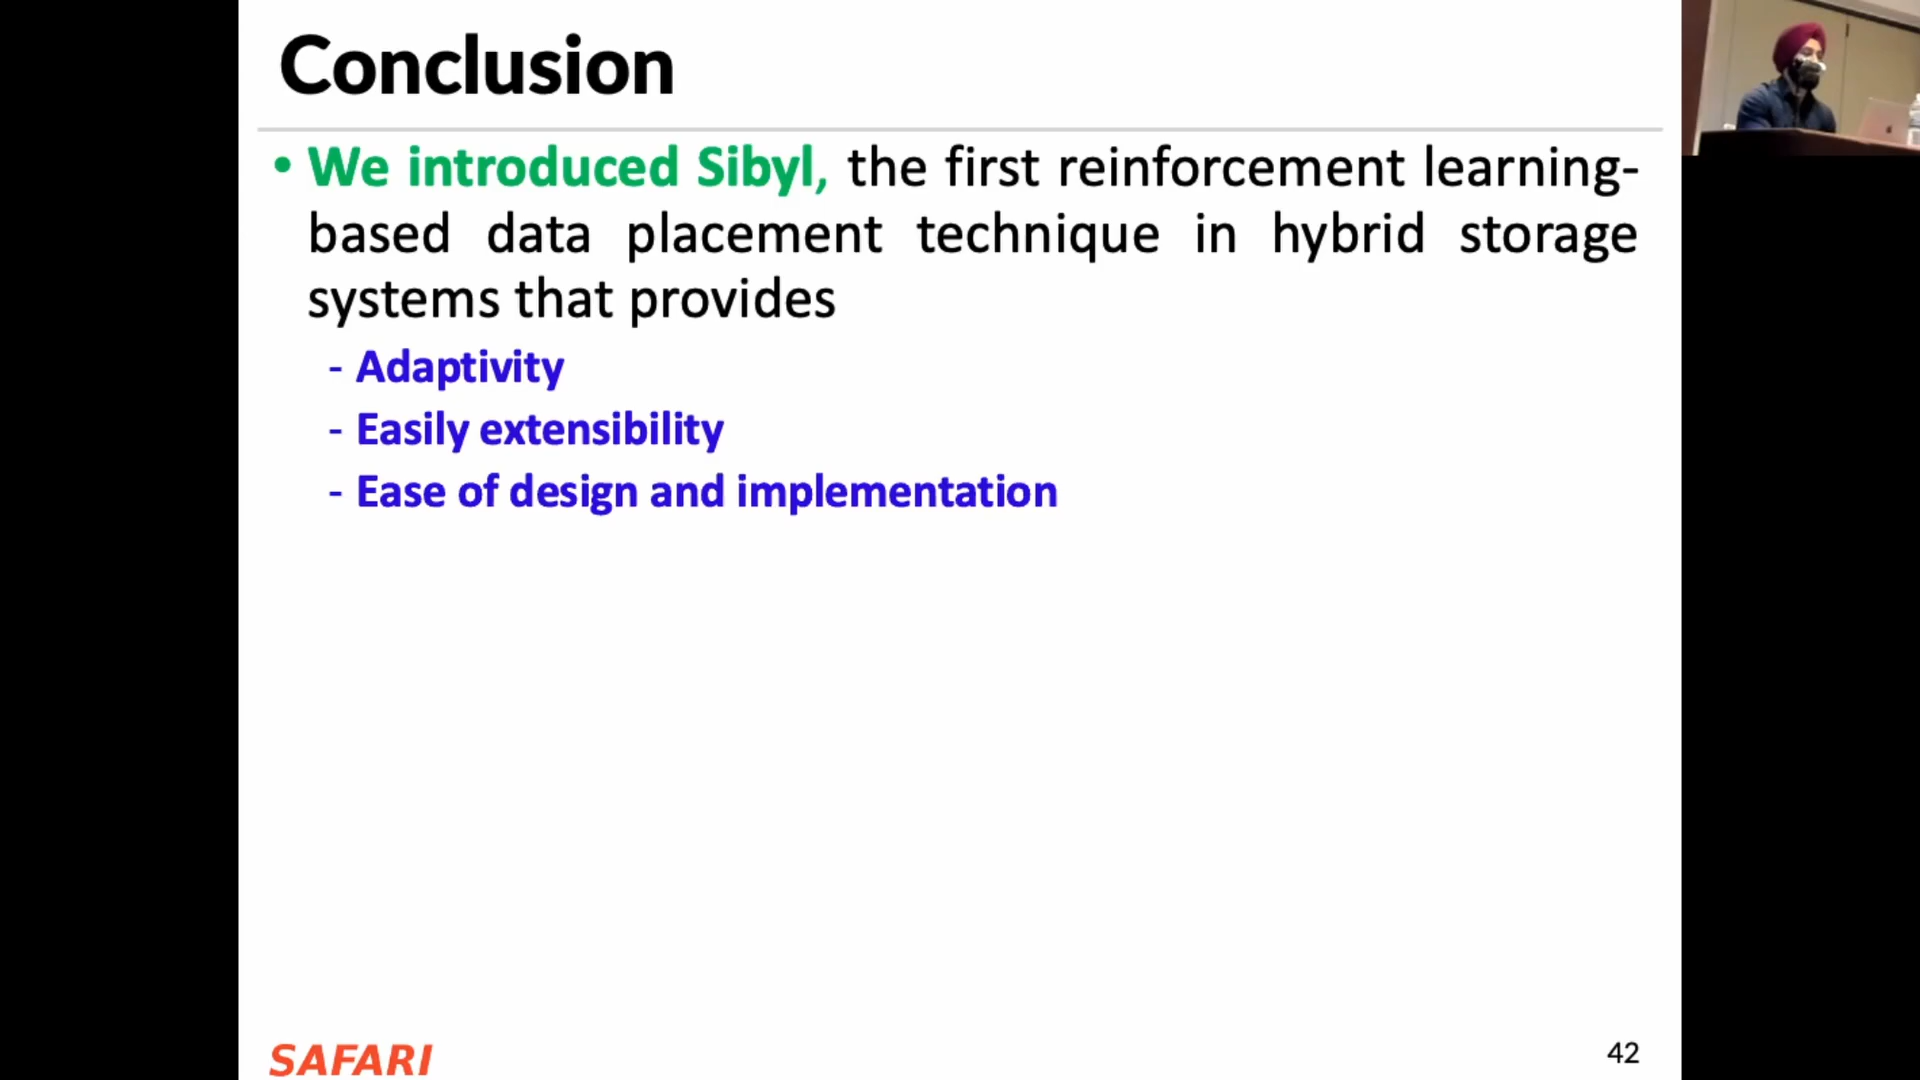 Conclusion
• We introduced Sibyl, the first reinforcement learning-
based data placement technique in hybrid storage
systems that provides
- Adaptivity
- Easily extensibility
- Ease of design and implementation
SAFARI
42